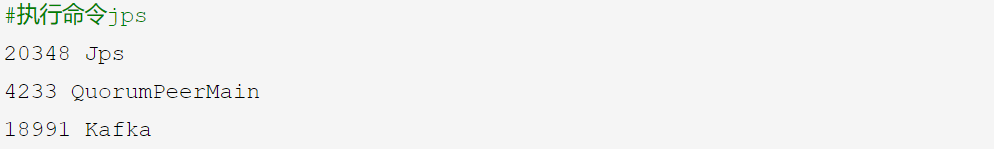 #执行命令jps
20348 Jps
4233 QuorumPeerMain
18991 Kafka